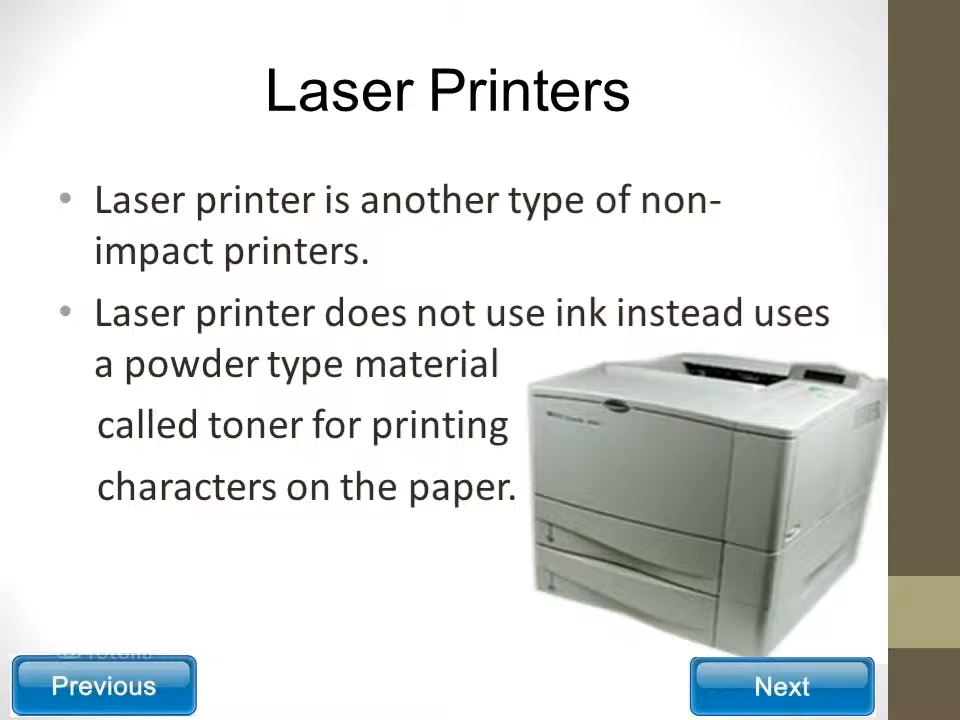 Laser Printers
• Laser printer is another type of non-
impact printers.
• Laser printer does not use ink instead uses
a powder type material
called toner for printing
characters on the paper.
Previous
Next